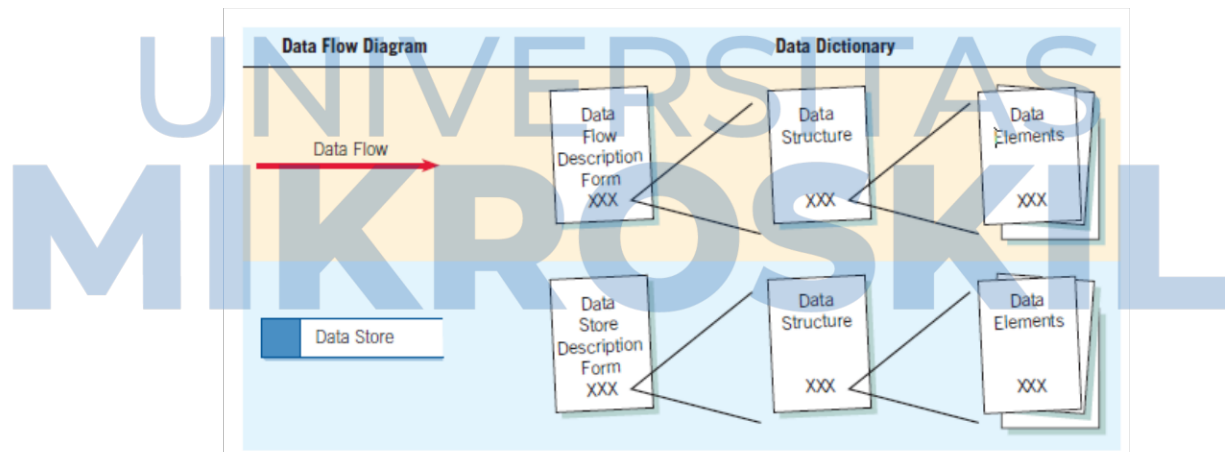 UNIVERSITAS
MIKROSKIL
Data Flow Diagram
Data Dictionary
Data Flow
Data
Flow
Description
Form
XXX
Data
Structure
XXX
Data
Elements
XXX
Data Store
Data
Store
Description
Form
XXX
Data
Structure
XXX
Data
Elements
XXX